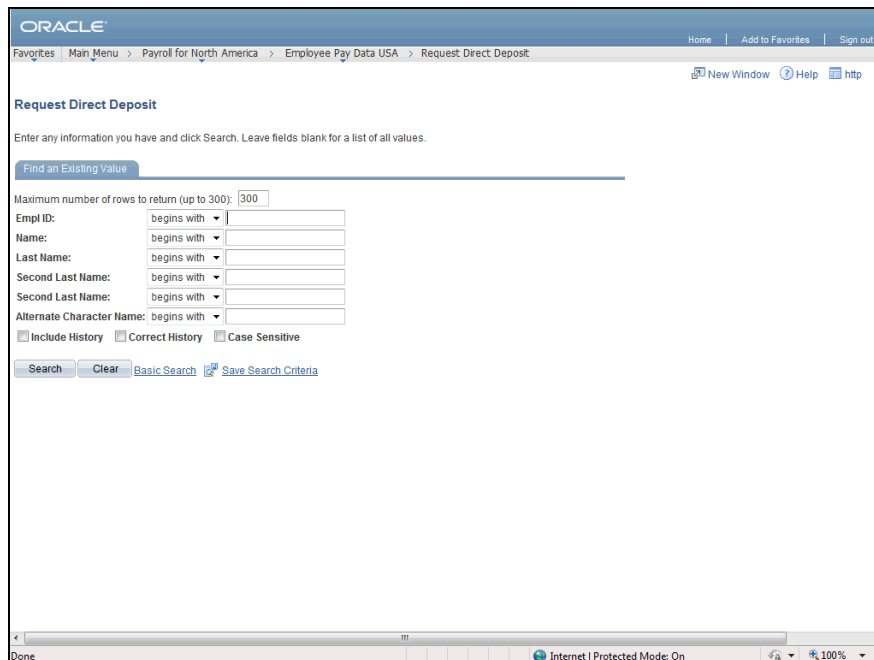 ORACLE
Home | Add to Favorites | Sign out
Favorites Main Menu > Payroll for North America > Employee Pay Data USA > Request Direct Deposit
New Window Help http
Request Direct Deposit
Enter any information you have and click Search. Leave fields blank for a list of all values.
Find an Existing Value
Maximum number of rows to return (up to 300): 300
Empl ID: begins with
Name: begins with
Last Name: begins with
Second Last Name: begins with
Second Last Name: begins with
Alternate Character Name: begins with
Include History Correct History Case Sensitive
Search Clear Basic Search Save Search Criteria
Done Internet | Protected Mode: On 100%